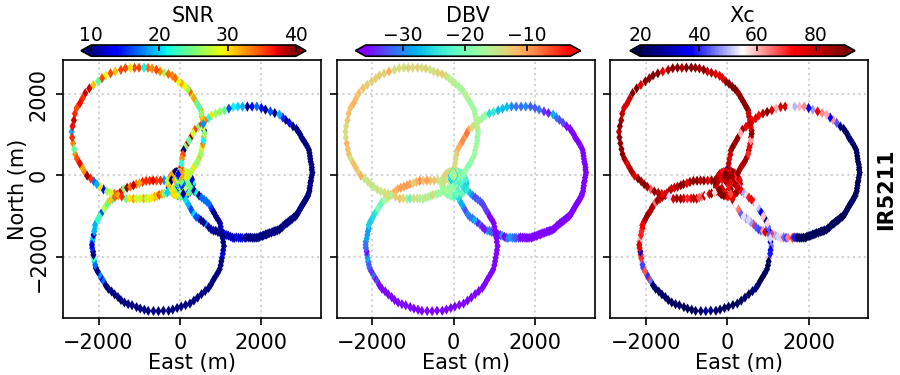 SNR DBV Xc
10 20 30 40 −30 −20 −10 20 40 60 80
North (m)
2000
0
−2000
−2000 0 2000 −2000 0 2000 −2000 0 2000
East (m) East (m) East (m)
IR5211